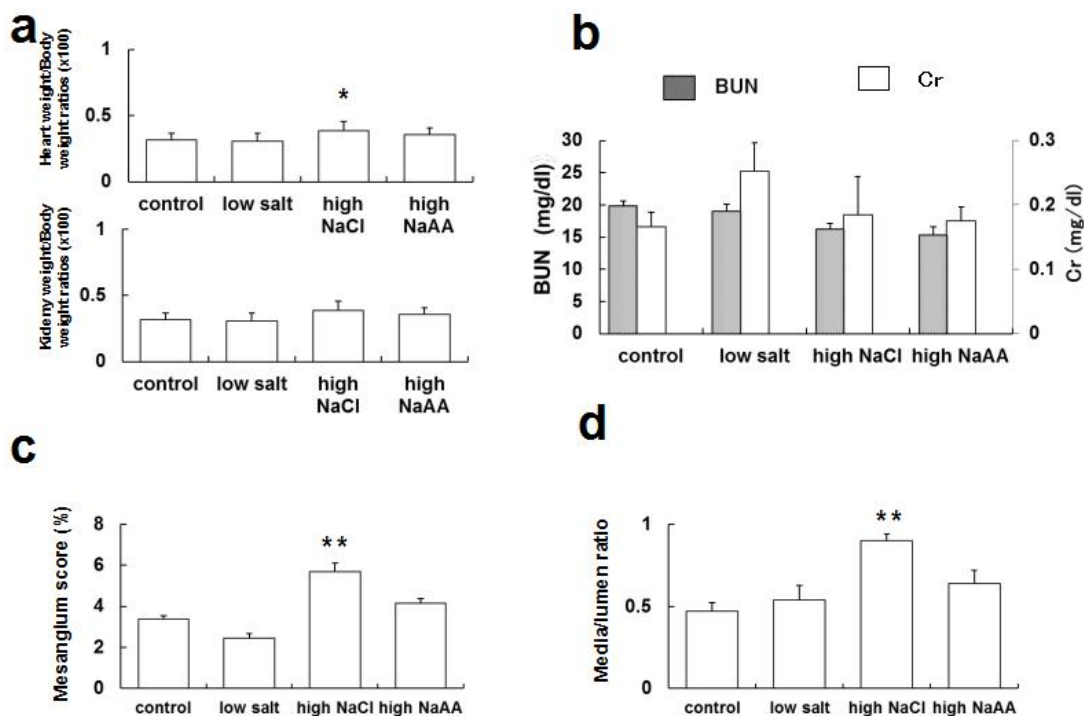 a
Heart weight/Body
weight ratios (x100)
1
0.5
0
*
control
low salt
high
NaCl
high
NaAA
Kideny weight/Body
weight ratios (x100)
1
0.5
0
control
low salt
high
NaCl
high
NaAA
b
BUN
Cr
BUN (mg/dl)
30
25
20
15
10
5
0
0.3
0.2
0.1
0
Cr (mg/dl)
control
low salt
high NaCl
high NaAA
c
Mesangium score (%)
8
6
4
2
0
**
control
low salt
high NaCl
high NaAA
d
Media/lumen ratio
1
0.5
0
**
control
low salt
high NaCl
high NaAA